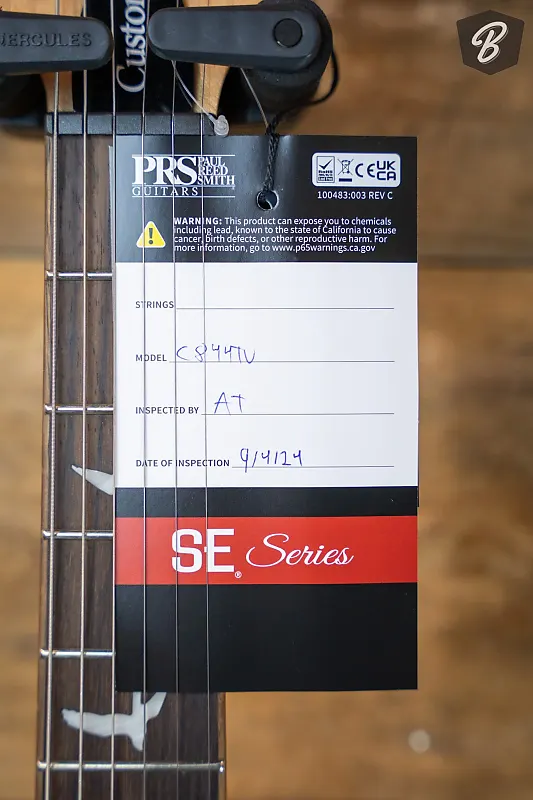 HERCULES
Custom
B
PRS PAUL REED SMITH
GUITARS
RoHS
CE UK CA
100483:003 REV C
WARNING: This product can expose you to chemicals
including lead, known to the state of California to cause
cancer, birth defects, or other reproductive harm. For
more information, go to www.p65warnings.ca.gov
STRINGS
MODEL C844TV
INSPECTED BY AT
DATE OF INSPECTION 9/4/24
SE® Series